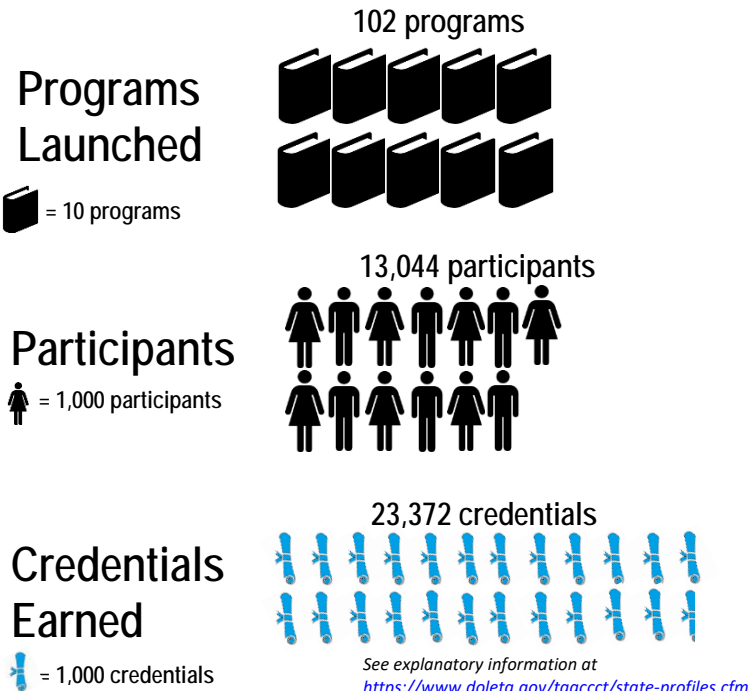 102 programs
Programs
Launched
= 10 programs
13,044 participants
Participants
= 1,000 participants
23,372 credentials
Credentials
Earned
= 1,000 credentials
See explanatory information at
https://www.doleta.gov/taaccct/state-profiles.cfm